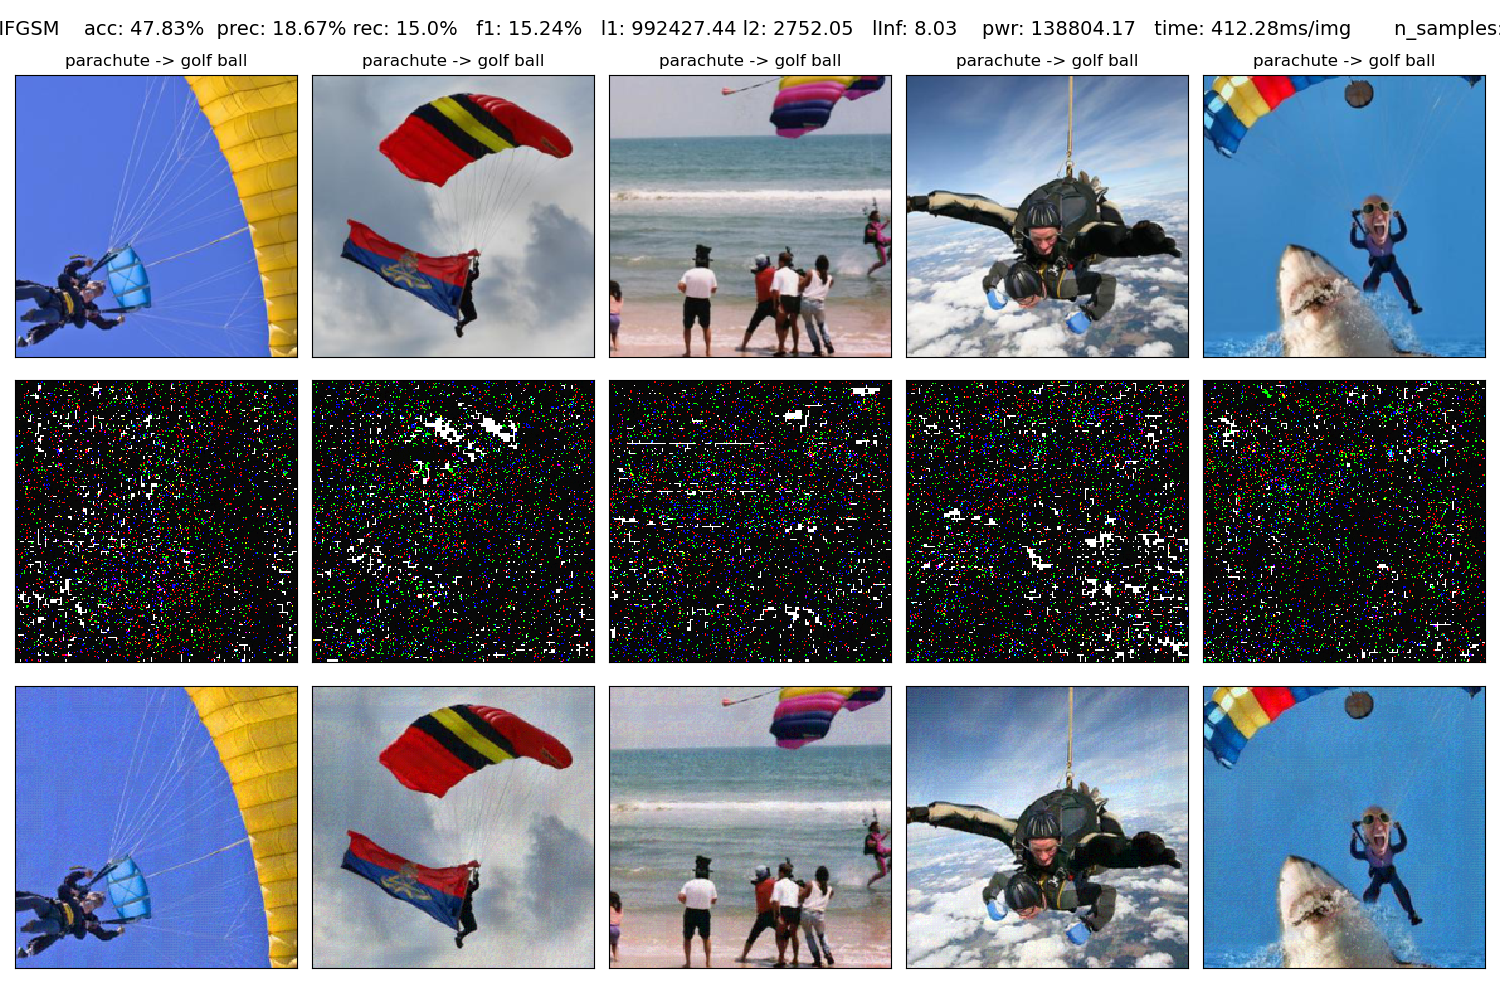 IFGSM acc: 47.83% prec: 18.67% rec: 15.0% f1: 15.24% l1: 992427.44 l2: 2752.05 lInf: 8.03 pwr: 138804.17 time: 412.28ms/img n_samples:
parachute -> golf ball parachute -> golf ball parachute -> golf ball parachute -> golf ball parachute -> golf ball